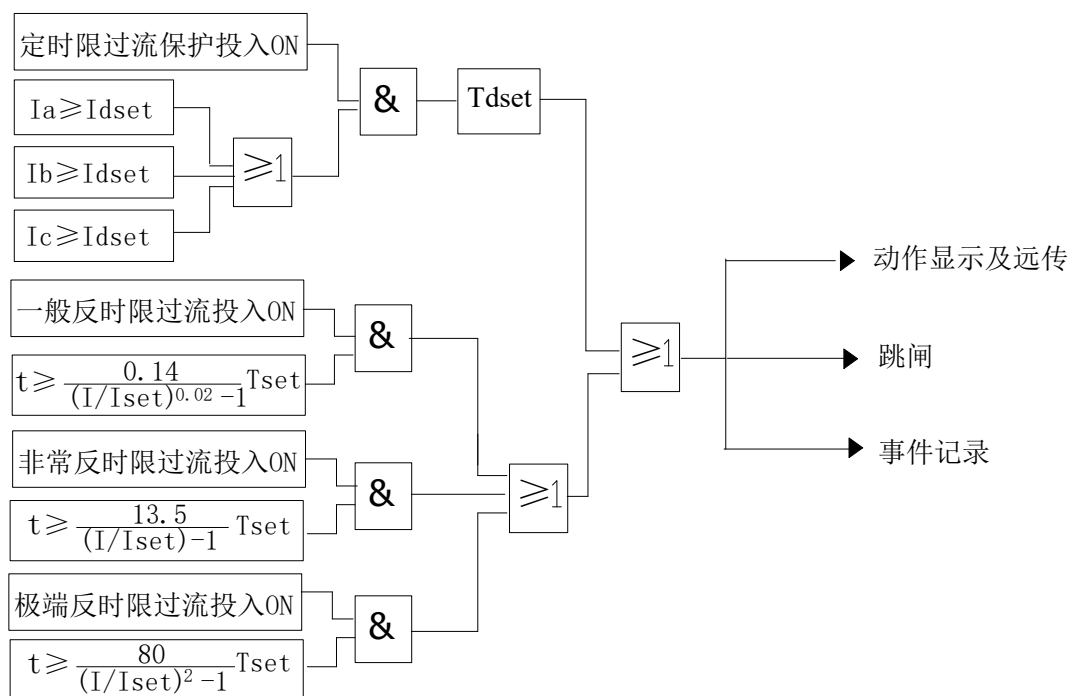 定时限过流保护投入ON
Ia≥Idset
Ib≥Idset
Ic≥Idset
≥1
&
Tdset
一般反时限过流投入ON
t≥0.14/((I/Iset)^0.02-1)Tset
&
非常反时限过流投入ON
t≥13.5/((I/Iset)-1)Tset
&
极端反时限过流投入ON
t≥80/((I/Iset)^2-1)Tset
&
≥1
≥1
动作显示及远传
跳闸
事件记录